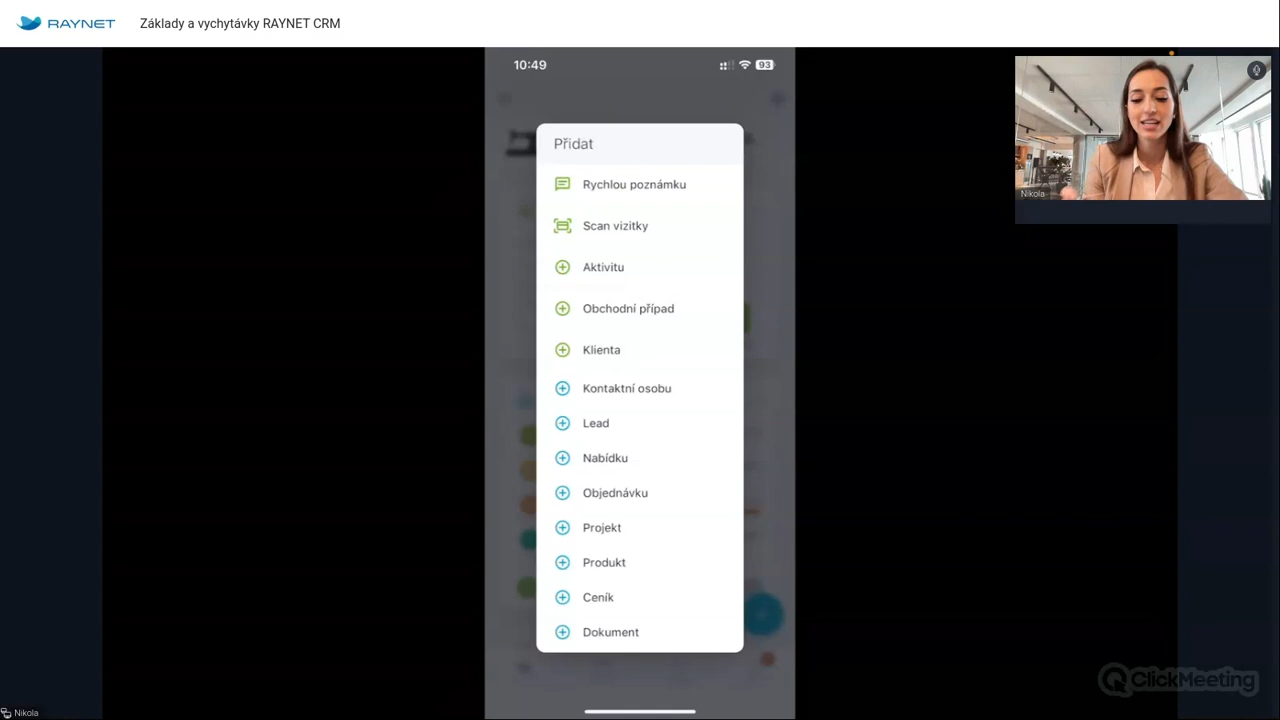 RAYNET
Základy a vychytávky RAYNET CRM
10:49
93
Přidat
Rychlou poznámku
Scan vizitky
Aktivitu
Obchodní případ
Klienta
Kontaktní osobu
Lead
Nabídku
Objednávku
Projekt
Produkt
Ceník
Dokument
Nikola
ClickMeeting
Nikola